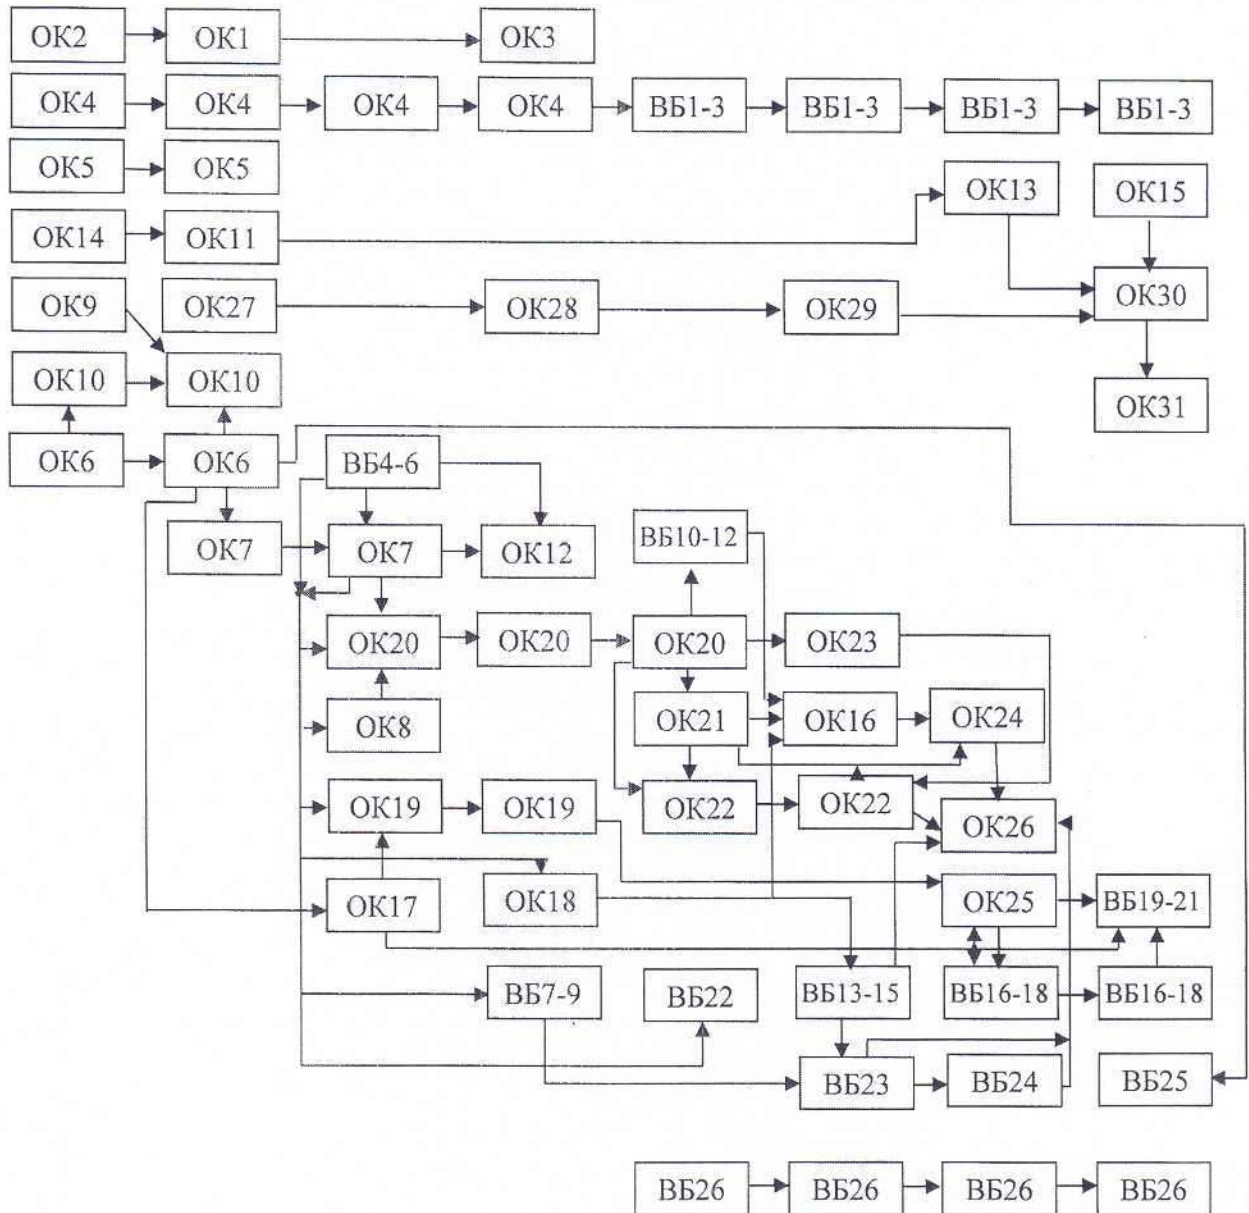 ОК2 ОК1 ОК3
ОК4 ОК4 ОК4 ОК4 ВБ1-3 ВБ1-3 ВБ1-3 ВБ1-3
ОК5 ОК5 ОК13 ОК15
ОК14 ОК11
ОК9 ОК27 ОК28 ОК29 ОК30
ОК10 ОК10 ОК31
ОК6 ОК6 ВБ4-6
ОК7 ОК7 ОК12 ВБ10-12
ОК20 ОК20 ОК20 ОК23
ОК8 ОК21 ОК16 ОК24
ОК19 ОК19 ОК22 ОК22 ОК26
ОК17 ОК18 ОК25 ВБ19-21
ВБ7-9 ВБ22 ВБ13-15 ВБ16-18 ВБ16-18
ВБ23 ВБ24 ВБ25
ВБ26 ВБ26 ВБ26 ВБ26